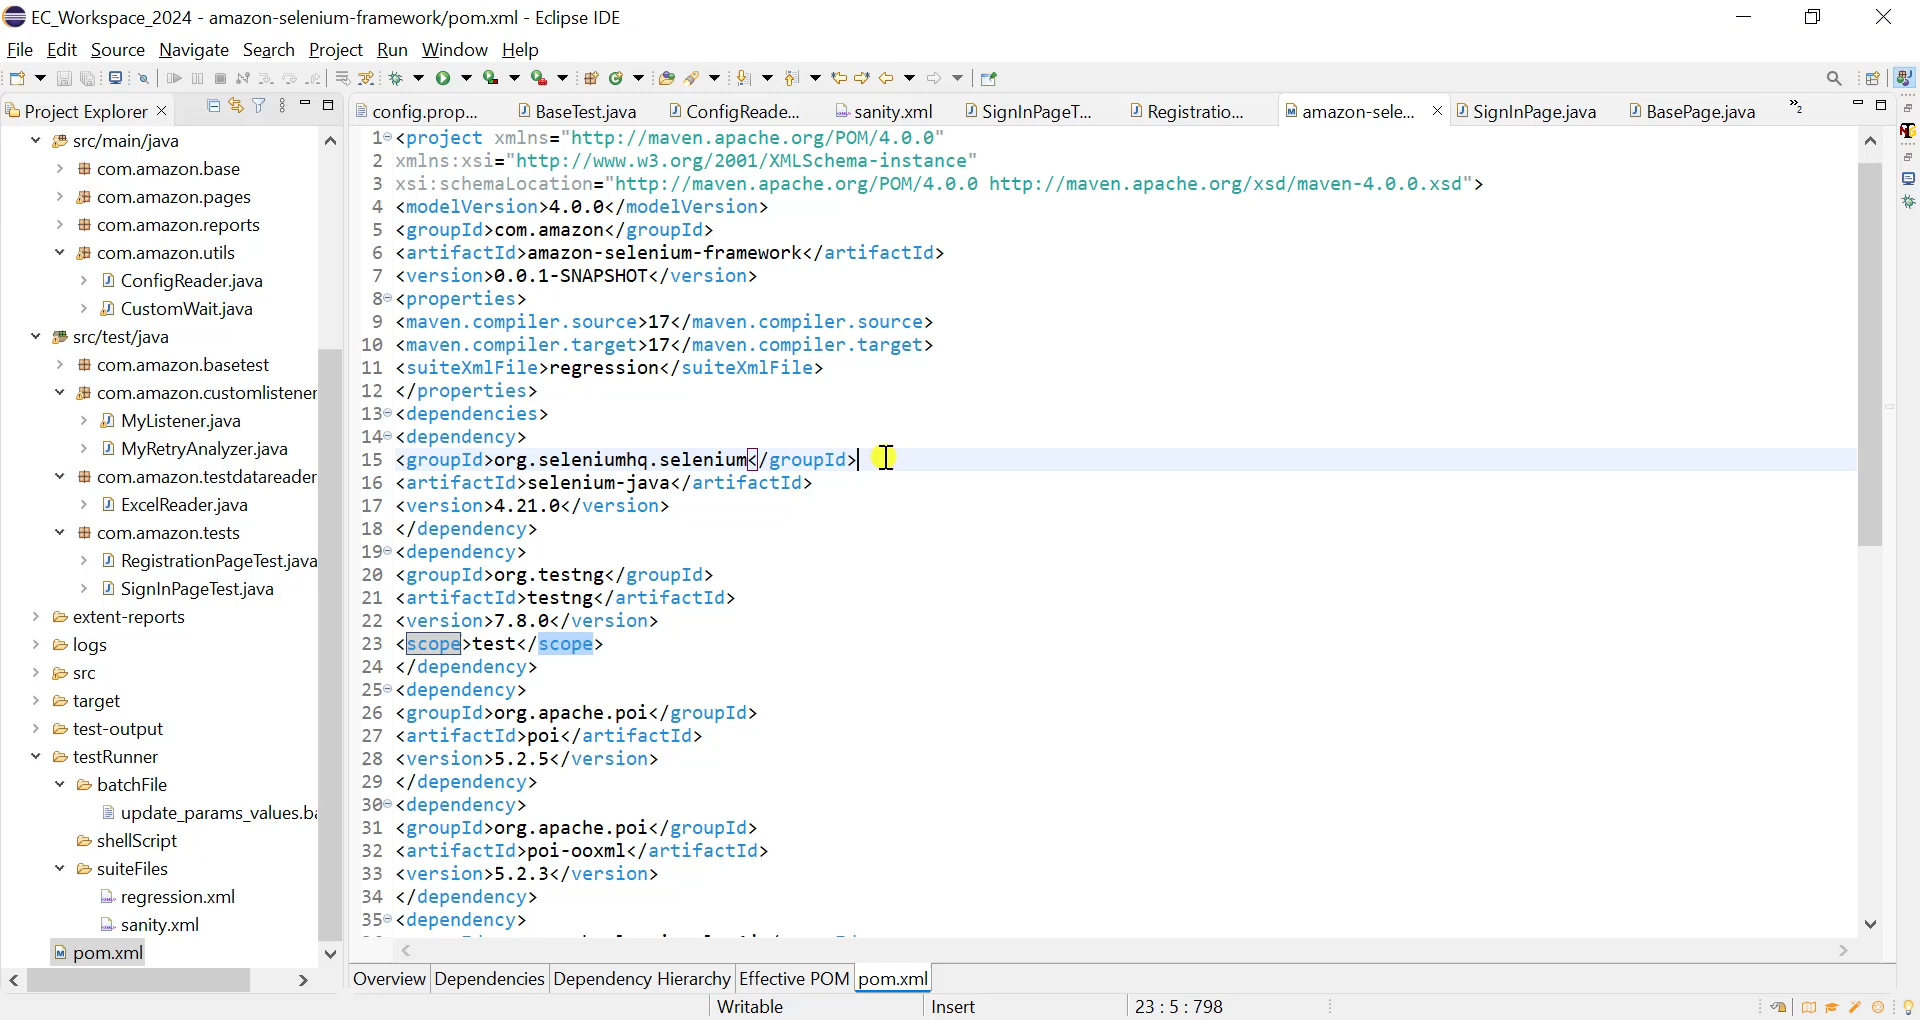 EC_Workspace_2024 - amazon-selenium-framework/pom.xml - Eclipse IDE
File Edit Source Navigate Search Project Run Window Help
Project Explorer
config.prop... BaseTest.java ConfigReade... sanity.xml SignInPageT... Registratio... amazon-sele... SignInPage.java BasePage.java »2
src/main/java
com.amazon.base
com.amazon.pages
com.amazon.reports
com.amazon.utils
ConfigReader.java
CustomWait.java
src/test/java
com.amazon.basetest
com.amazon.customlistener
MyListener.java
MyRetryAnalyzer.java
com.amazon.testdatareader
ExcelReader.java
com.amazon.tests
RegistrationPageTest.java
SignInPageTest.java
extent-reports
logs
src
target
test-output
testRunner
batchFile
update_params_values.ba
shellScript
suiteFiles
regression.xml
sanity.xml
pom.xml
1 <project xmlns="http://maven.apache.org/POM/4.0.0"
2 xmlns:xsi="http://www.w3.org/2001/XMLSchema-instance"
3 xsi:schemaLocation="http://maven.apache.org/POM/4.0.0 http://maven.apache.org/xsd/maven-4.0.0.xsd">
4 <modelVersion>4.0.0</modelVersion>
5 <groupId>com.amazon</groupId>
6 <artifactId>amazon-selenium-framework</artifactId>
7 <version>0.0.1-SNAPSHOT</version>
8 <properties>
9 <maven.compiler.source>17</maven.compiler.source>
10 <maven.compiler.target>17</maven.compiler.target>
11 <suiteXmlFile>regression</suiteXmlFile>
12 </properties>
13 <dependencies>
14 <dependency>
15 <groupId>org.seleniumhq.selenium</groupId>
16 <artifactId>selenium-java</artifactId>
17 <version>4.21.0</version>
18 </dependency>
19 <dependency>
20 <groupId>org.testng</groupId>
21 <artifactId>testng</artifactId>
22 <version>7.8.0</version>
23 <scope>test</scope>
24 </dependency>
25 <dependency>
26 <groupId>org.apache.poi</groupId>
27 <artifactId>poi</artifactId>
28 <version>5.2.5</version>
29 </dependency>
30 <dependency>
31 <groupId>org.apache.poi</groupId>
32 <artifactId>poi-ooxml</artifactId>
33 <version>5.2.3</version>
34 </dependency>
35 <dependency>
Overview Dependencies Dependency Hierarchy Effective POM pom.xml
Writable Insert 23 : 5 : 798